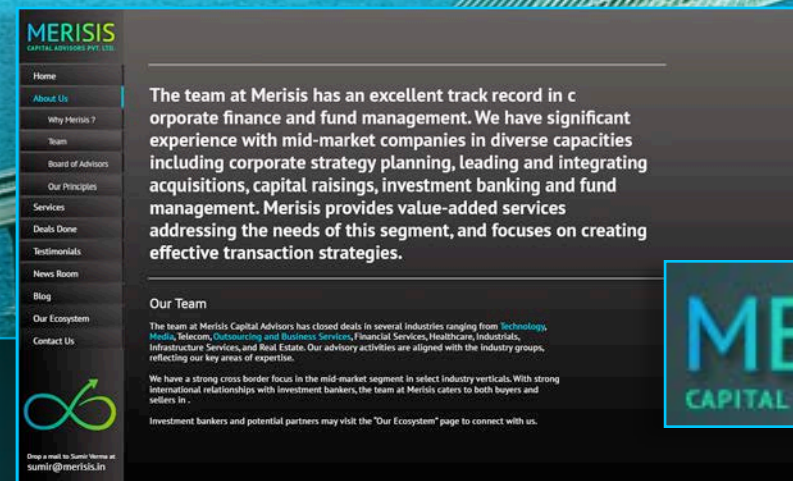 MERISIS
CAPITAL ADVISORS PVT. LTD.
Home
About Us
Why Merisis ?
Team
Board of Advisors
Our Principles
Services
Deals Done
Testimonials
News Room
Blog
Our Ecosystem
Contact Us
Drop a mail to Sumir Verma at
sumir@merisis.in
The team at Merisis has an excellent track record in c
orporate finance and fund management. We have significant
experience with mid-market companies in diverse capacities
including corporate strategy planning, leading and integrating
acquisitions, capital raisings, investment banking and fund
management. Merisis provides value-added services
addressing the needs of this segment, and focuses on creating
effective transaction strategies.
Our Team
The team at Merisis Capital Advisors has closed deals in several industries ranging from Technology,
Media, Telecom, Outsourcing and Business Services, Financial Services, Healthcare, Industrials,
Infrastructure Services, and Real Estate. Our advisory activities are aligned with the industry groups,
reflecting our key areas of expertise.
We have a strong cross border focus in the mid-market segment in select industry verticals. With strong
international relationships with investment bankers, the team at Merisis caters to both buyers and
sellers in .
Investment bankers and potential partners may visit the "Our Ecosystem" page to connect with us.
ME
CAPITAL